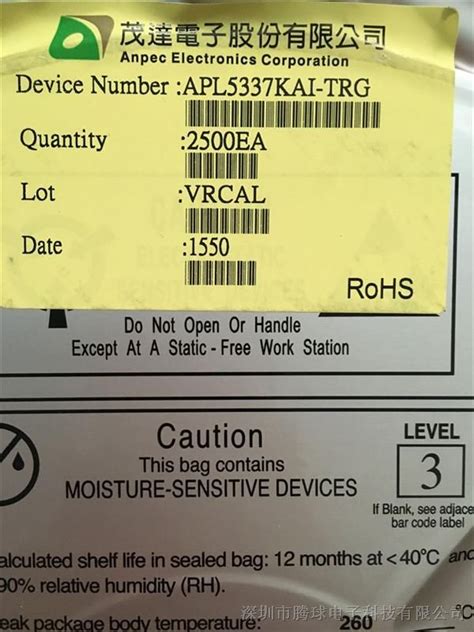 茂達電子股份有限公司
Anpec Electronics Corporation
Device Number :APL5337KAI-TRG
Quantity :2500EA
Lot :VRCAL
Date :1550
RoHS
Do Not Open Or Handle
Except At A Static - Free Work Station
Caution
This bag contains
MOISTURE-SENSITIVE DEVICES
LEVEL
3
If Blank, see adjace
bar code label
alculated shelf life in sealed bag: 12 months at <40°C and
90% relative humidity (RH).
eak package body temperature: 260 °C
深圳市腾球电子科技有限公司